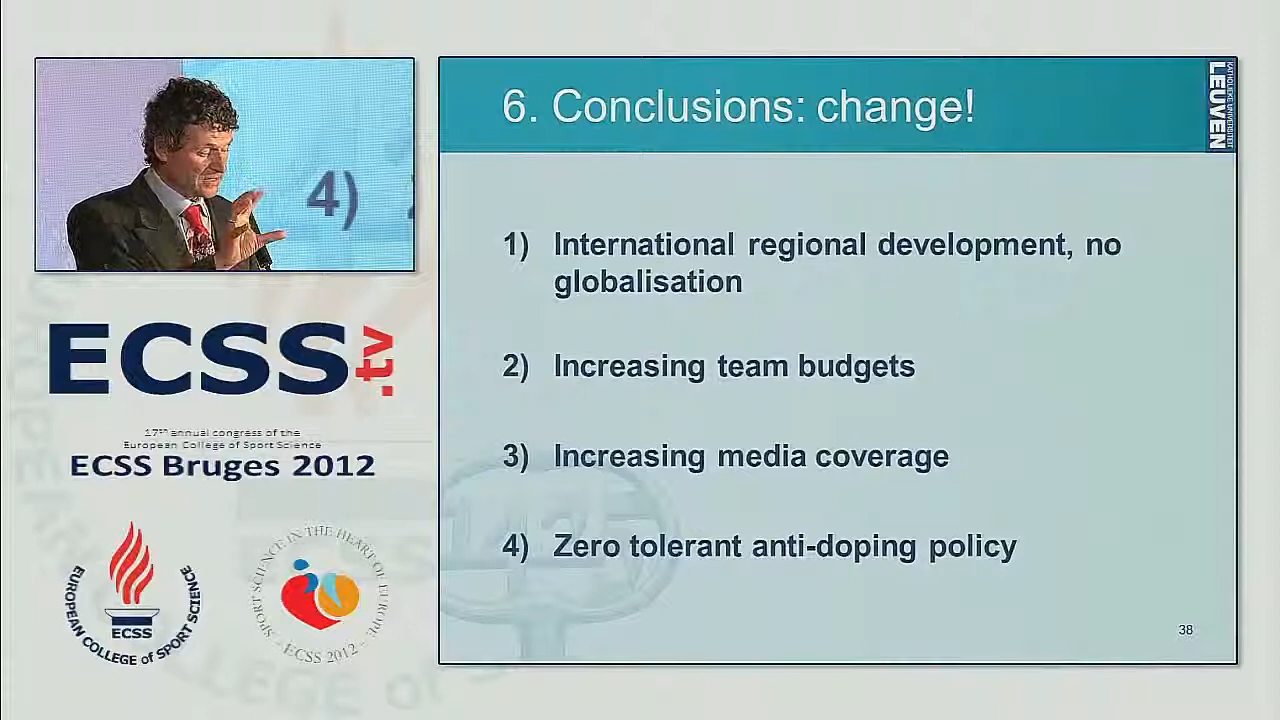 6. Conclusions: change!
KATHOLIEKE UNIVERSITEIT
LEUVEN
4)
1) International regional development, no
globalisation
2) Increasing team budgets
3) Increasing media coverage
4) Zero tolerant anti-doping policy
38
ECSS.tv
17th annual congress of the
European College of Sport Science
ECSS Bruges 2012
EUROPEAN COLLEGE of SPORT SCIENCE
ECSS
SPORT SCIENCE IN THE HEART OF EUROPE
- ECSS 2012 -